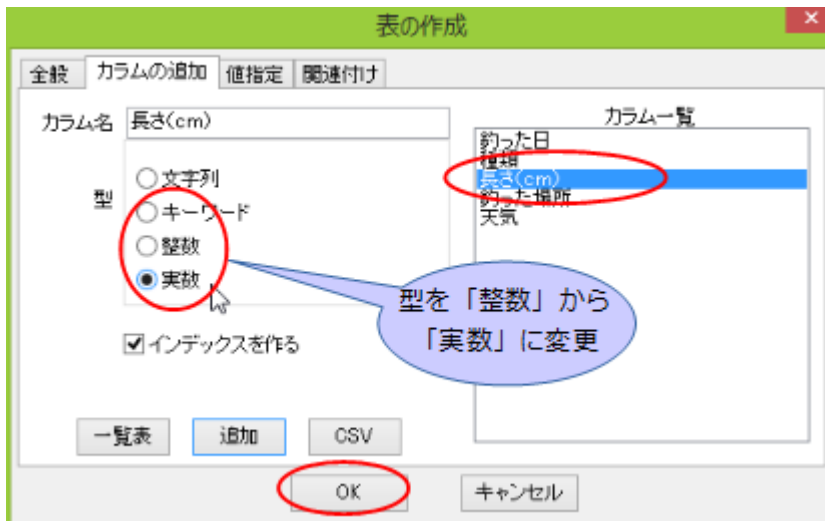 表の作成
全般 カラムの追加 値指定 関連付け
カラム名 長さ(cm)
型
文字列
キーワード
整数
実数
インデックスを作る
カラム一覧
釣った日
種類
長さ(cm)
釣った場所
天気
型を「整数」から
「実数」に変更
一覧表 追加 CSV
OK キャンセル